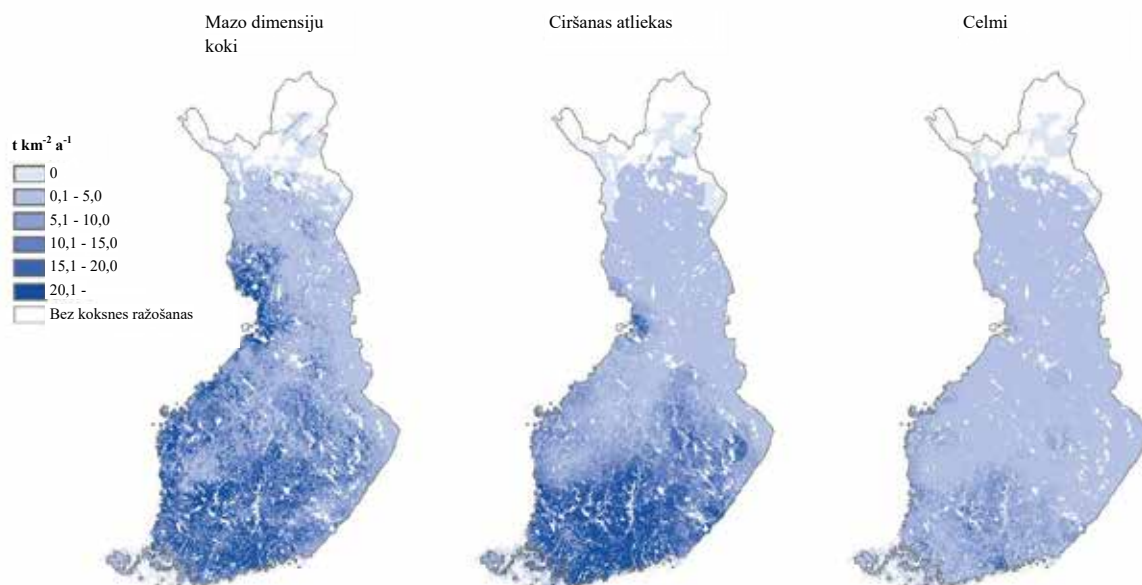 Mazo dimensiju
koki
Ciršanas atliekas
Celmi
t km⁻² a⁻¹
0
0,1 - 5,0
5,1 - 10,0
10,1 - 15,0
15,1 - 20,0
20,1 -
Bez koksnes ražošanas